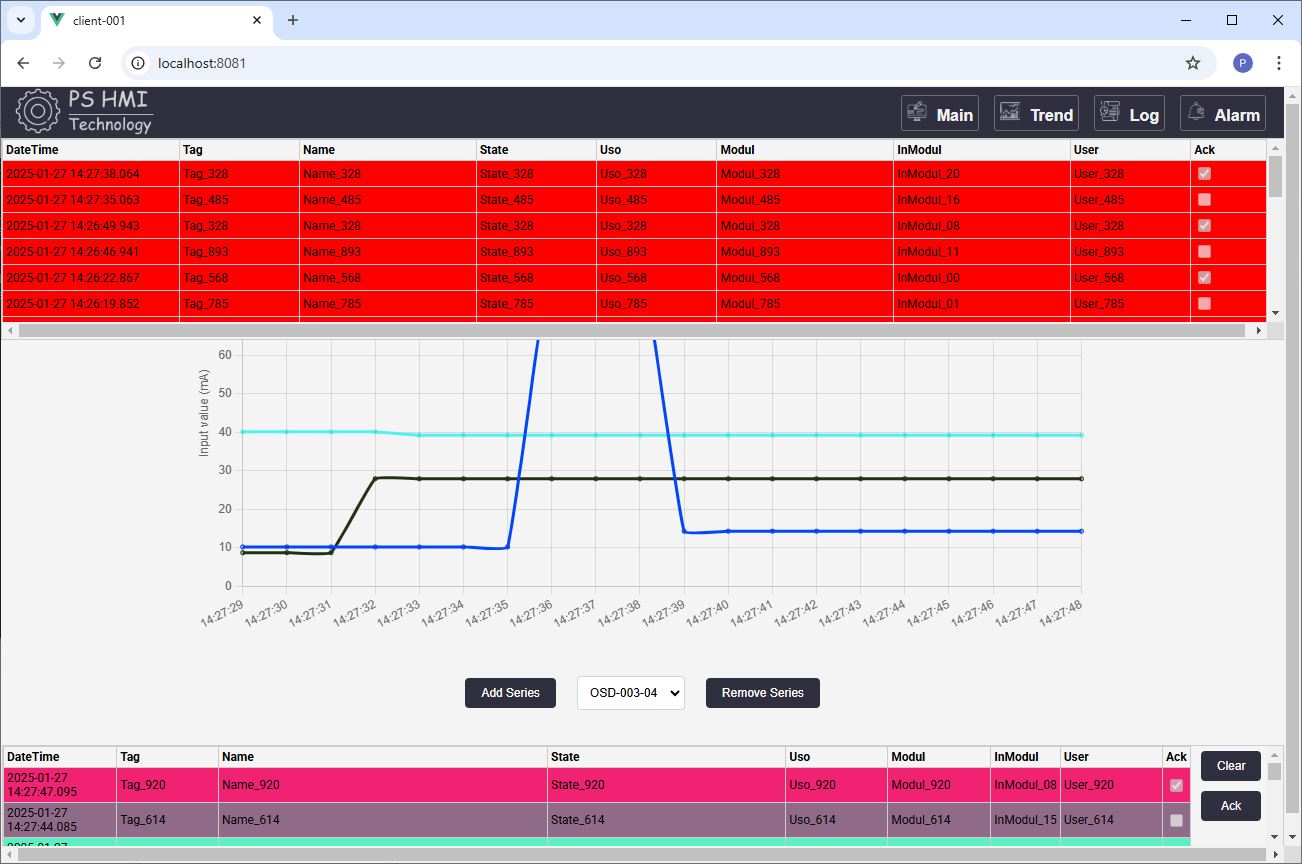 client-001
localhost:8081
P
PS HMI
Technology
Main Trend Log Alarm
DateTime Tag Name State Uso Modul InModul User Ack
2025-01-27 14:27:38.064 Tag_328 Name_328 State_328 Uso_328 Modul_328 InModul_20 User_328
2025-01-27 14:27:35.063 Tag_485 Name_485 State_485 Uso_485 Modul_485 InModul_16 User_485
2025-01-27 14:26:49.943 Tag_328 Name_328 State_328 Uso_328 Modul_328 InModul_08 User_328
2025-01-27 14:26:46.941 Tag_893 Name_893 State_893 Uso_893 Modul_893 InModul_11 User_893
2025-01-27 14:26:22.867 Tag_568 Name_568 State_568 Uso_568 Modul_568 InModul_00 User_568
2025-01-27 14:26:19.852 Tag_785 Name_785 State_785 Uso_785 Modul_785 InModul_01 User_785
Input value (mA)
60
50
40
30
20
10
0
14:27:29 14:27:30 14:27:31 14:27:32 14:27:33 14:27:34 14:27:35 14:27:36 14:27:37 14:27:38 14:27:39 14:27:40 14:27:41 14:27:42 14:27:43 14:27:44 14:27:45 14:27:46 14:27:47 14:27:48
Add Series OSD-003-04 Remove Series
DateTime Tag Name State Uso Modul InModul User Ack
2025-01-27
14:27:47.095 Tag_920 Name_920 State_920 Uso_920 Modul_920 InModul_08 User_920
2025-01-27
14:27:44.085 Tag_614 Name_614 State_614 Uso_614 Modul_614 InModul_15 User_614
Clear
Ack